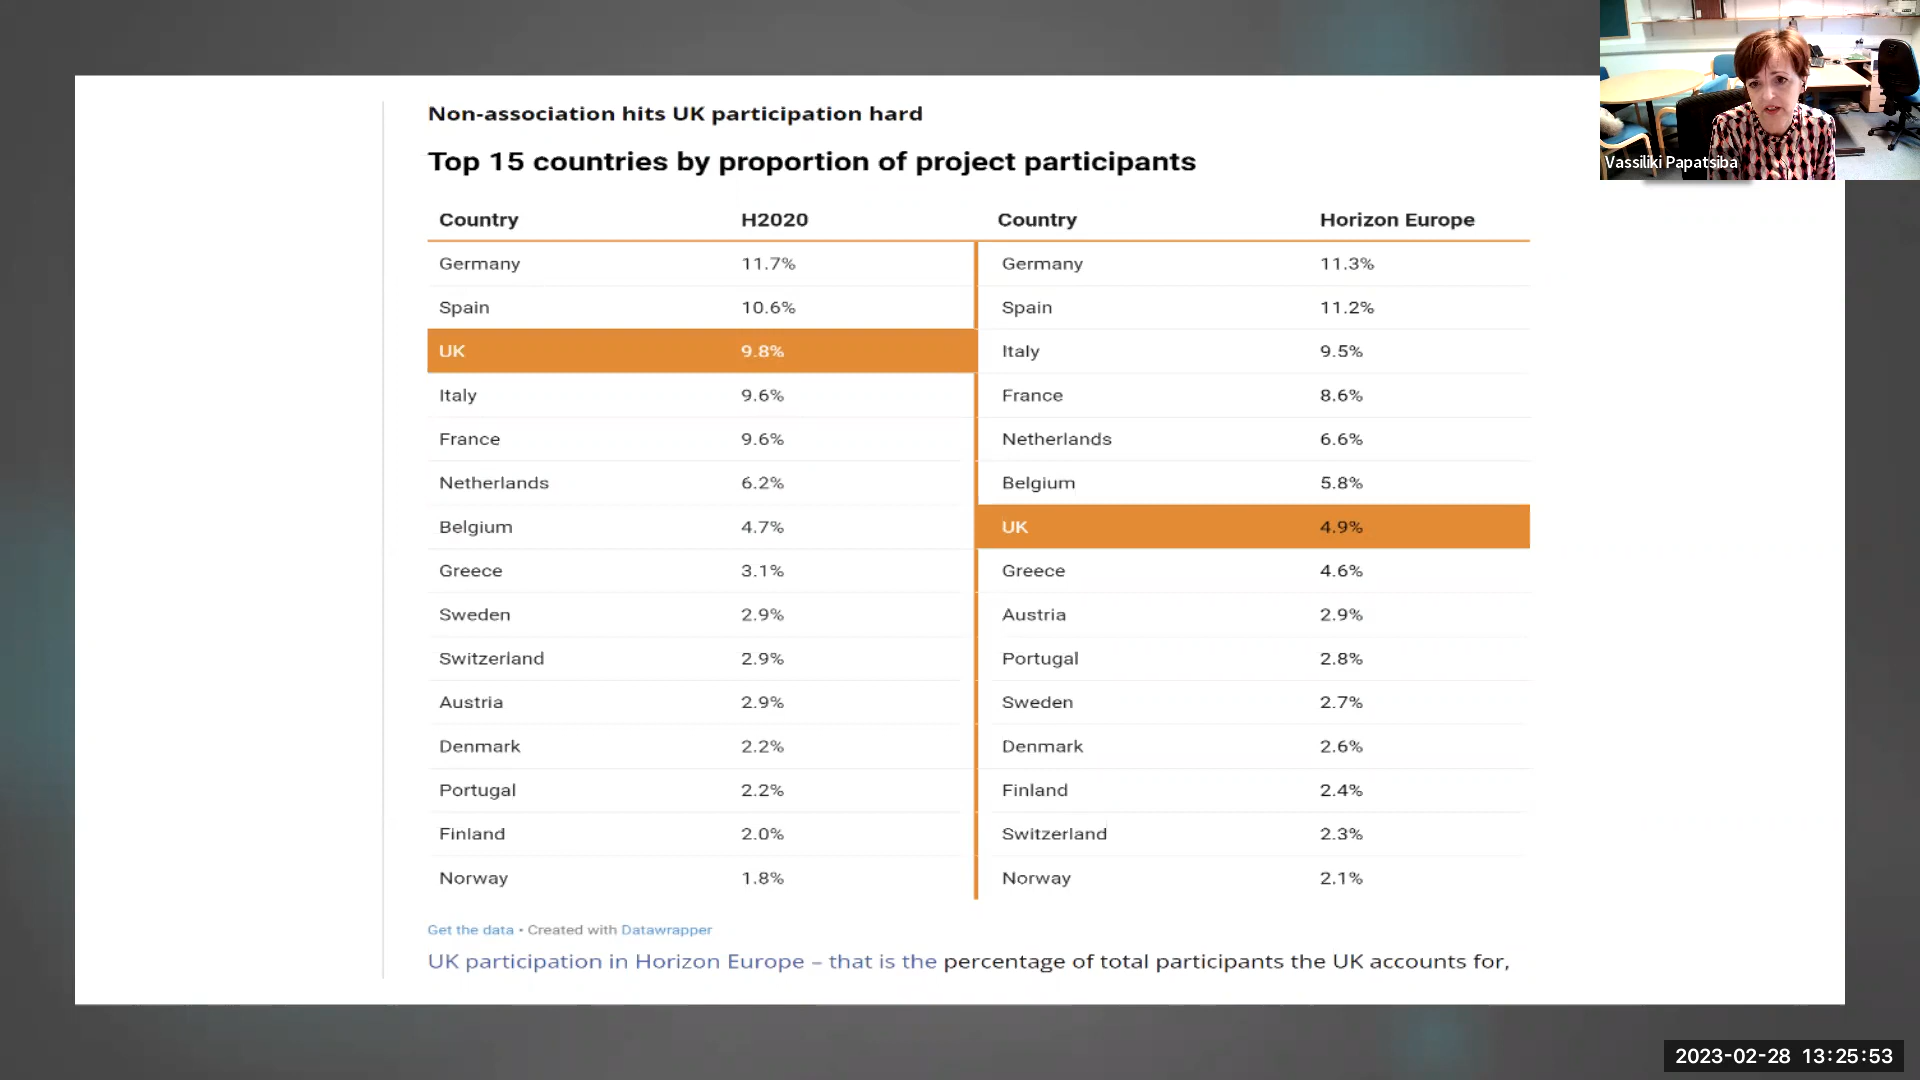 Non-association hits UK participation hard
Top 15 countries by proportion of project participants
Country H2020 Country Horizon Europe
Germany 11.7% Germany 11.3%
Spain 10.6% Spain 11.2%
UK 9.8% Italy 9.5%
Italy 9.6% France 8.6%
France 9.6% Netherlands 6.6%
Netherlands 6.2% Belgium 5.8%
Belgium 4.7% UK 4.9%
Greece 3.1% Greece 4.6%
Sweden 2.9% Austria 2.9%
Switzerland 2.9% Portugal 2.8%
Austria 2.9% Sweden 2.7%
Denmark 2.2% Denmark 2.6%
Portugal 2.2% Finland 2.4%
Finland 2.0% Switzerland 2.3%
Norway 1.8% Norway 2.1%
Get the data • Created with Datawrapper
UK participation in Horizon Europe – that is the percentage of total participants the UK accounts for,
Vassiliki Papatsiba
2023-02-28 13:25:53